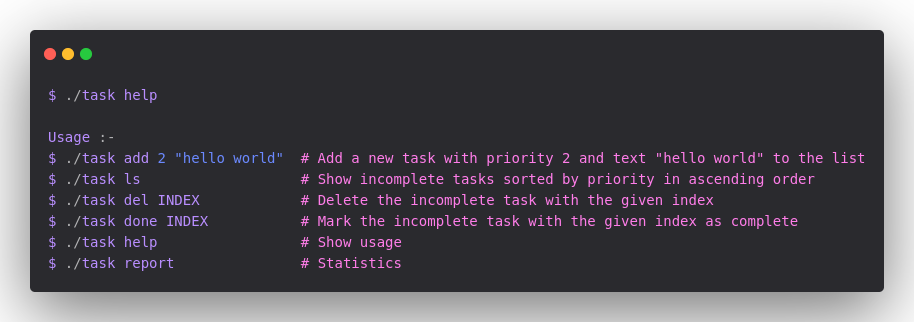 $ ./task help
Usage :-
$ ./task add 2 "hello world"  # Add a new task with priority 2 and text "hello world" to the list
$ ./task ls                   # Show incomplete tasks sorted by priority in ascending order
$ ./task del INDEX            # Delete the incomplete task with the given index
$ ./task done INDEX           # Mark the incomplete task with the given index as complete
$ ./task help                 # Show usage
$ ./task report               # Statistics